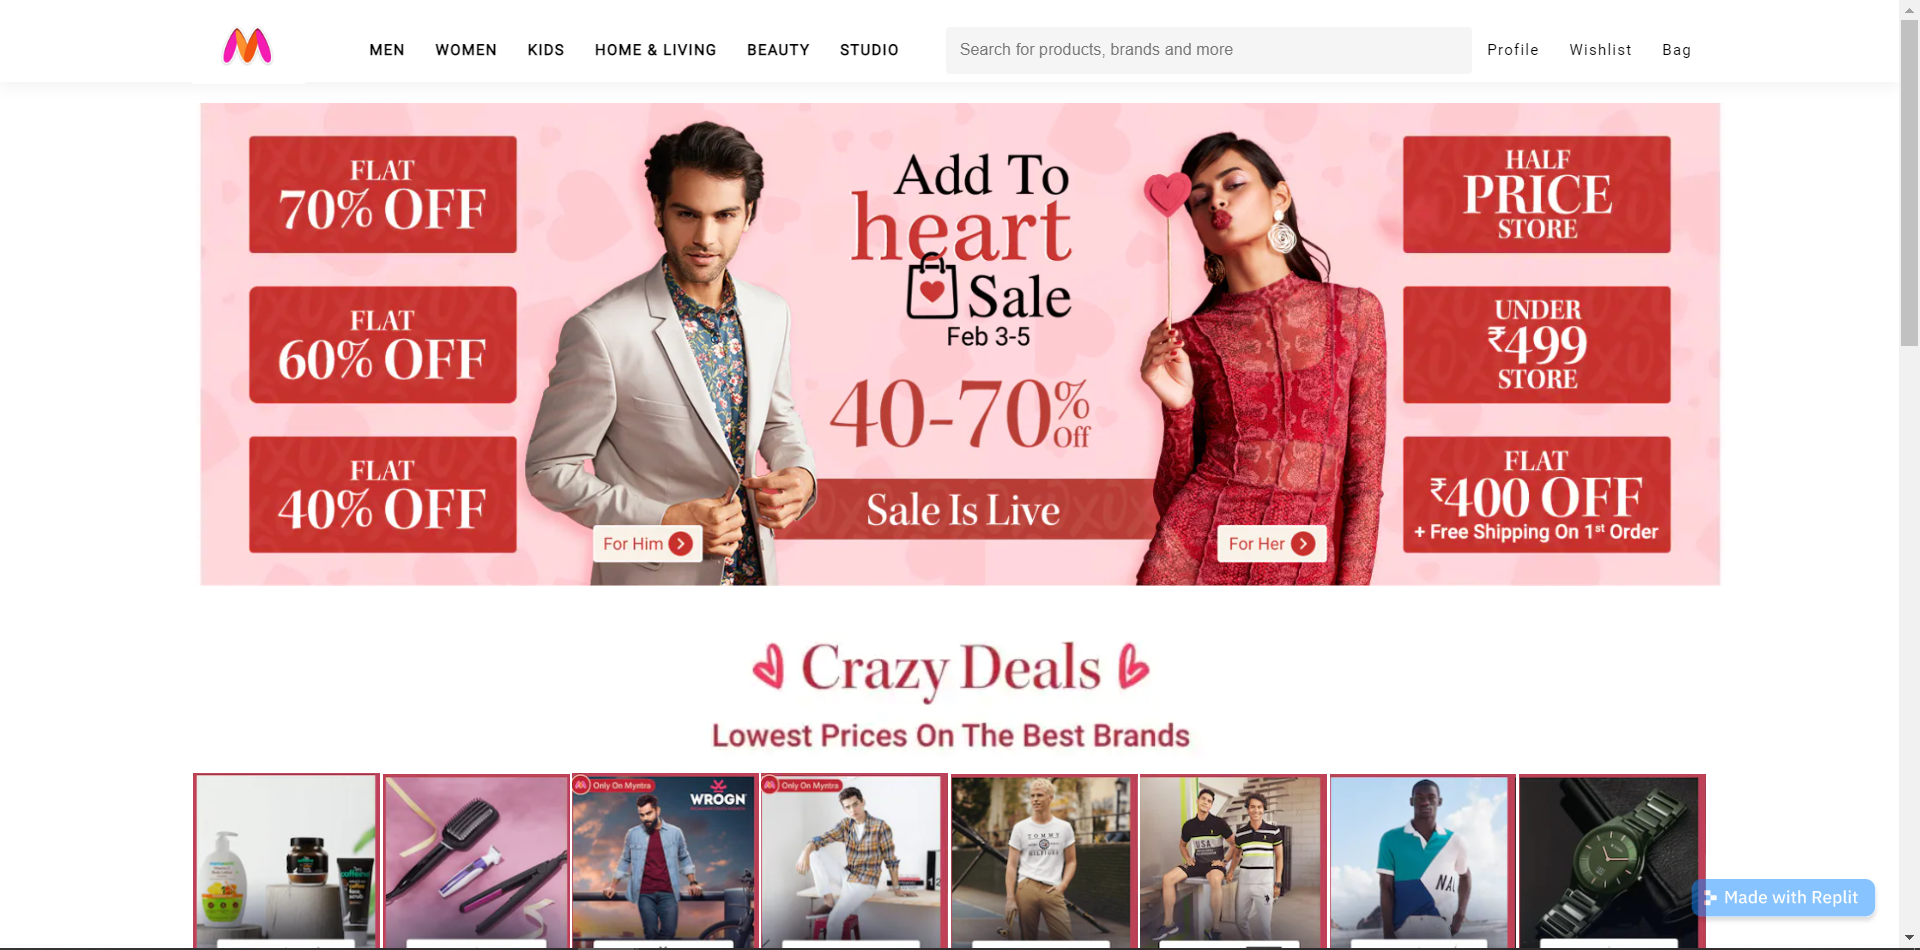 MEN WOMEN KIDS HOME & LIVING BEAUTY STUDIO Search for products, brands and more Profile Wishlist Bag
FLAT
70% OFF
FLAT
60% OFF
FLAT
40% OFF
For Him
Add To
heart
Sale
Feb 3-5
40-70% Off
Sale Is Live
For Her
HALF
PRICE
STORE
UNDER
₹499
STORE
FLAT
₹400 OFF
+ Free Shipping On 1st Order
Crazy Deals
Lowest Prices On The Best Brands
Only On Myntra
WROGN
Only On Myntra
TOMMY
HILFIGER
USA
Made with Replit